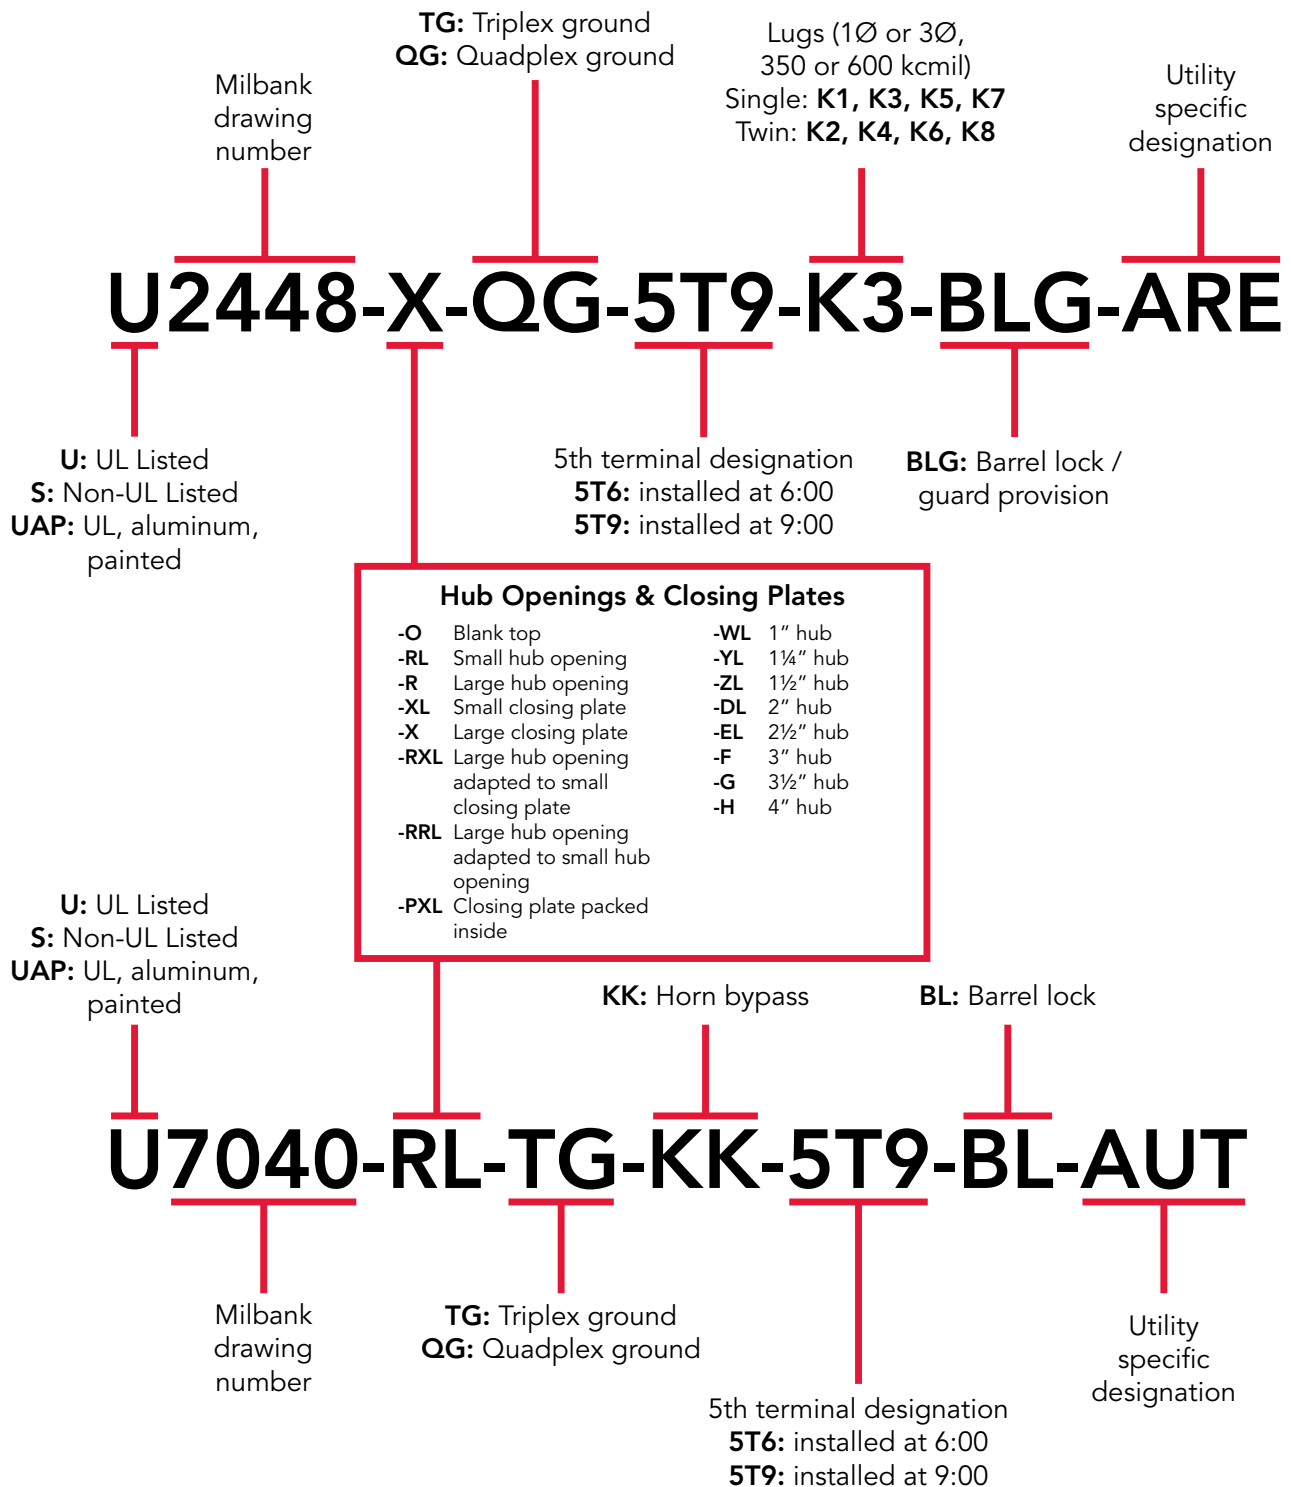 TG: Triplex ground
QG: Quadplex ground
Lugs (1Ø or 3Ø,
350 or 600 kcmil)
Single: K1, K3, K5, K7
Twin: K2, K4, K6, K8
Milbank
drawing
number
Utility
specific
designation
U2448-X-QG-5T9-K3-BLG-ARE
U: UL Listed
S: Non-UL Listed
UAP: UL, aluminum,
painted
5th terminal designation
5T6: installed at 6:00
5T9: installed at 9:00
BLG: Barrel lock /
guard provision
Hub Openings & Closing Plates
-O Blank top
-RL Small hub opening
-R Large hub opening
-XL Small closing plate
-X Large closing plate
-RXL Large hub opening
adapted to small
closing plate
-RRL Large hub opening
adapted to small hub
opening
-PXL Closing plate packed
inside
-WL 1" hub
-YL 1¼" hub
-ZL 1½" hub
-DL 2" hub
-EL 2½" hub
-F 3" hub
-G 3½" hub
-H 4" hub
U: UL Listed
S: Non-UL Listed
UAP: UL, aluminum,
painted
KK: Horn bypass
BL: Barrel lock
U7040-RL-TG-KK-5T9-BL-AUT
Milbank
drawing
number
TG: Triplex ground
QG: Quadplex ground
5th terminal designation
5T6: installed at 6:00
5T9: installed at 9:00
Utility
specific
designation